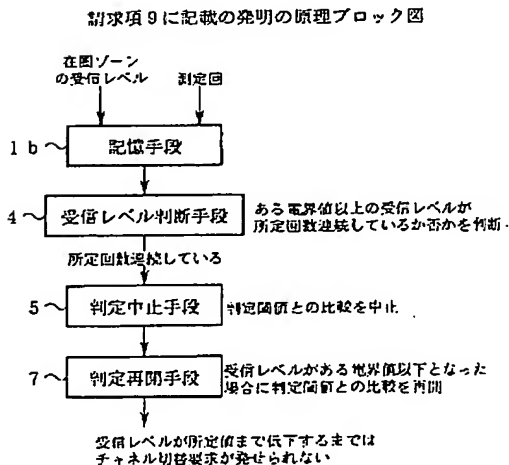 請求項9に記載の発明の原理ブロック図
在圏ゾーン
の受信レベル
測定回
1b
記憶手段
4
受信レベル判断手段
ある電界値以上の受信レベルが
所定回数連続しているか否かを判断.
所定回数連続している
5
判定中止手段
判定閾値との比較を中止
7
判定再開手段
受信レベルがある電界値以下となった
場合に判定閾値との比較を再開
受信レベルが所定値まで低下するまでは
チャネル切替要求が発せられない